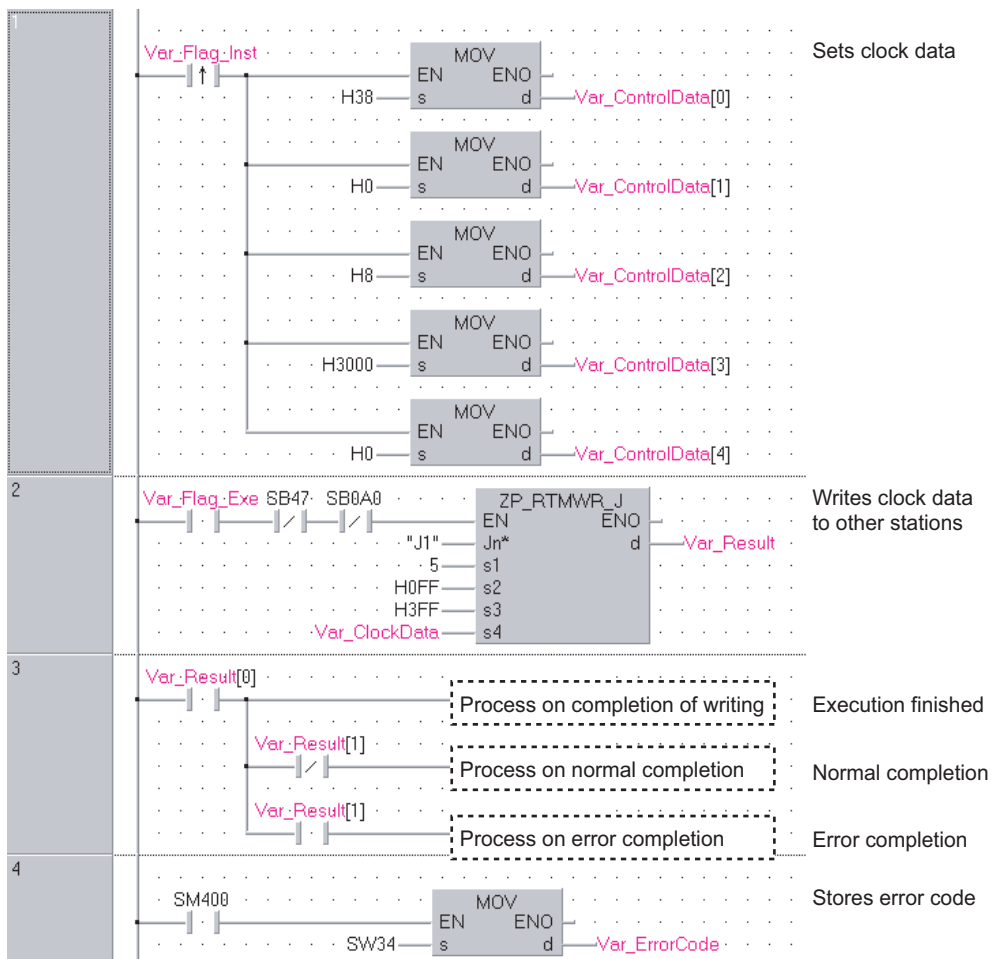 1
Var_Flag_Inst
MOV
EN ENO
H38 s d Var_ControlData[0]
Sets clock data
MOV
EN ENO
H0 s d Var_ControlData[1]
MOV
EN ENO
H8 s d Var_ControlData[2]
MOV
EN ENO
H3000 s d Var_ControlData[3]
MOV
EN ENO
H0 s d Var_ControlData[4]
2
Var_Flag_Exe SB47 SB0A0
ZP_RTMWR_J
EN ENO
"J1" Jn* d Var_Result
5 s1
H0FF s2
H3FF s3
Var_ClockData s4
Writes clock data
to other stations
3
Var_Result[0]
Process on completion of writing
Execution finished
Var_Result[1]
Process on normal completion
Normal completion
Var_Result[1]
Process on error completion
Error completion
4
SM400
MOV
EN ENO
SW34 s d Var_ErrorCode
Stores error code